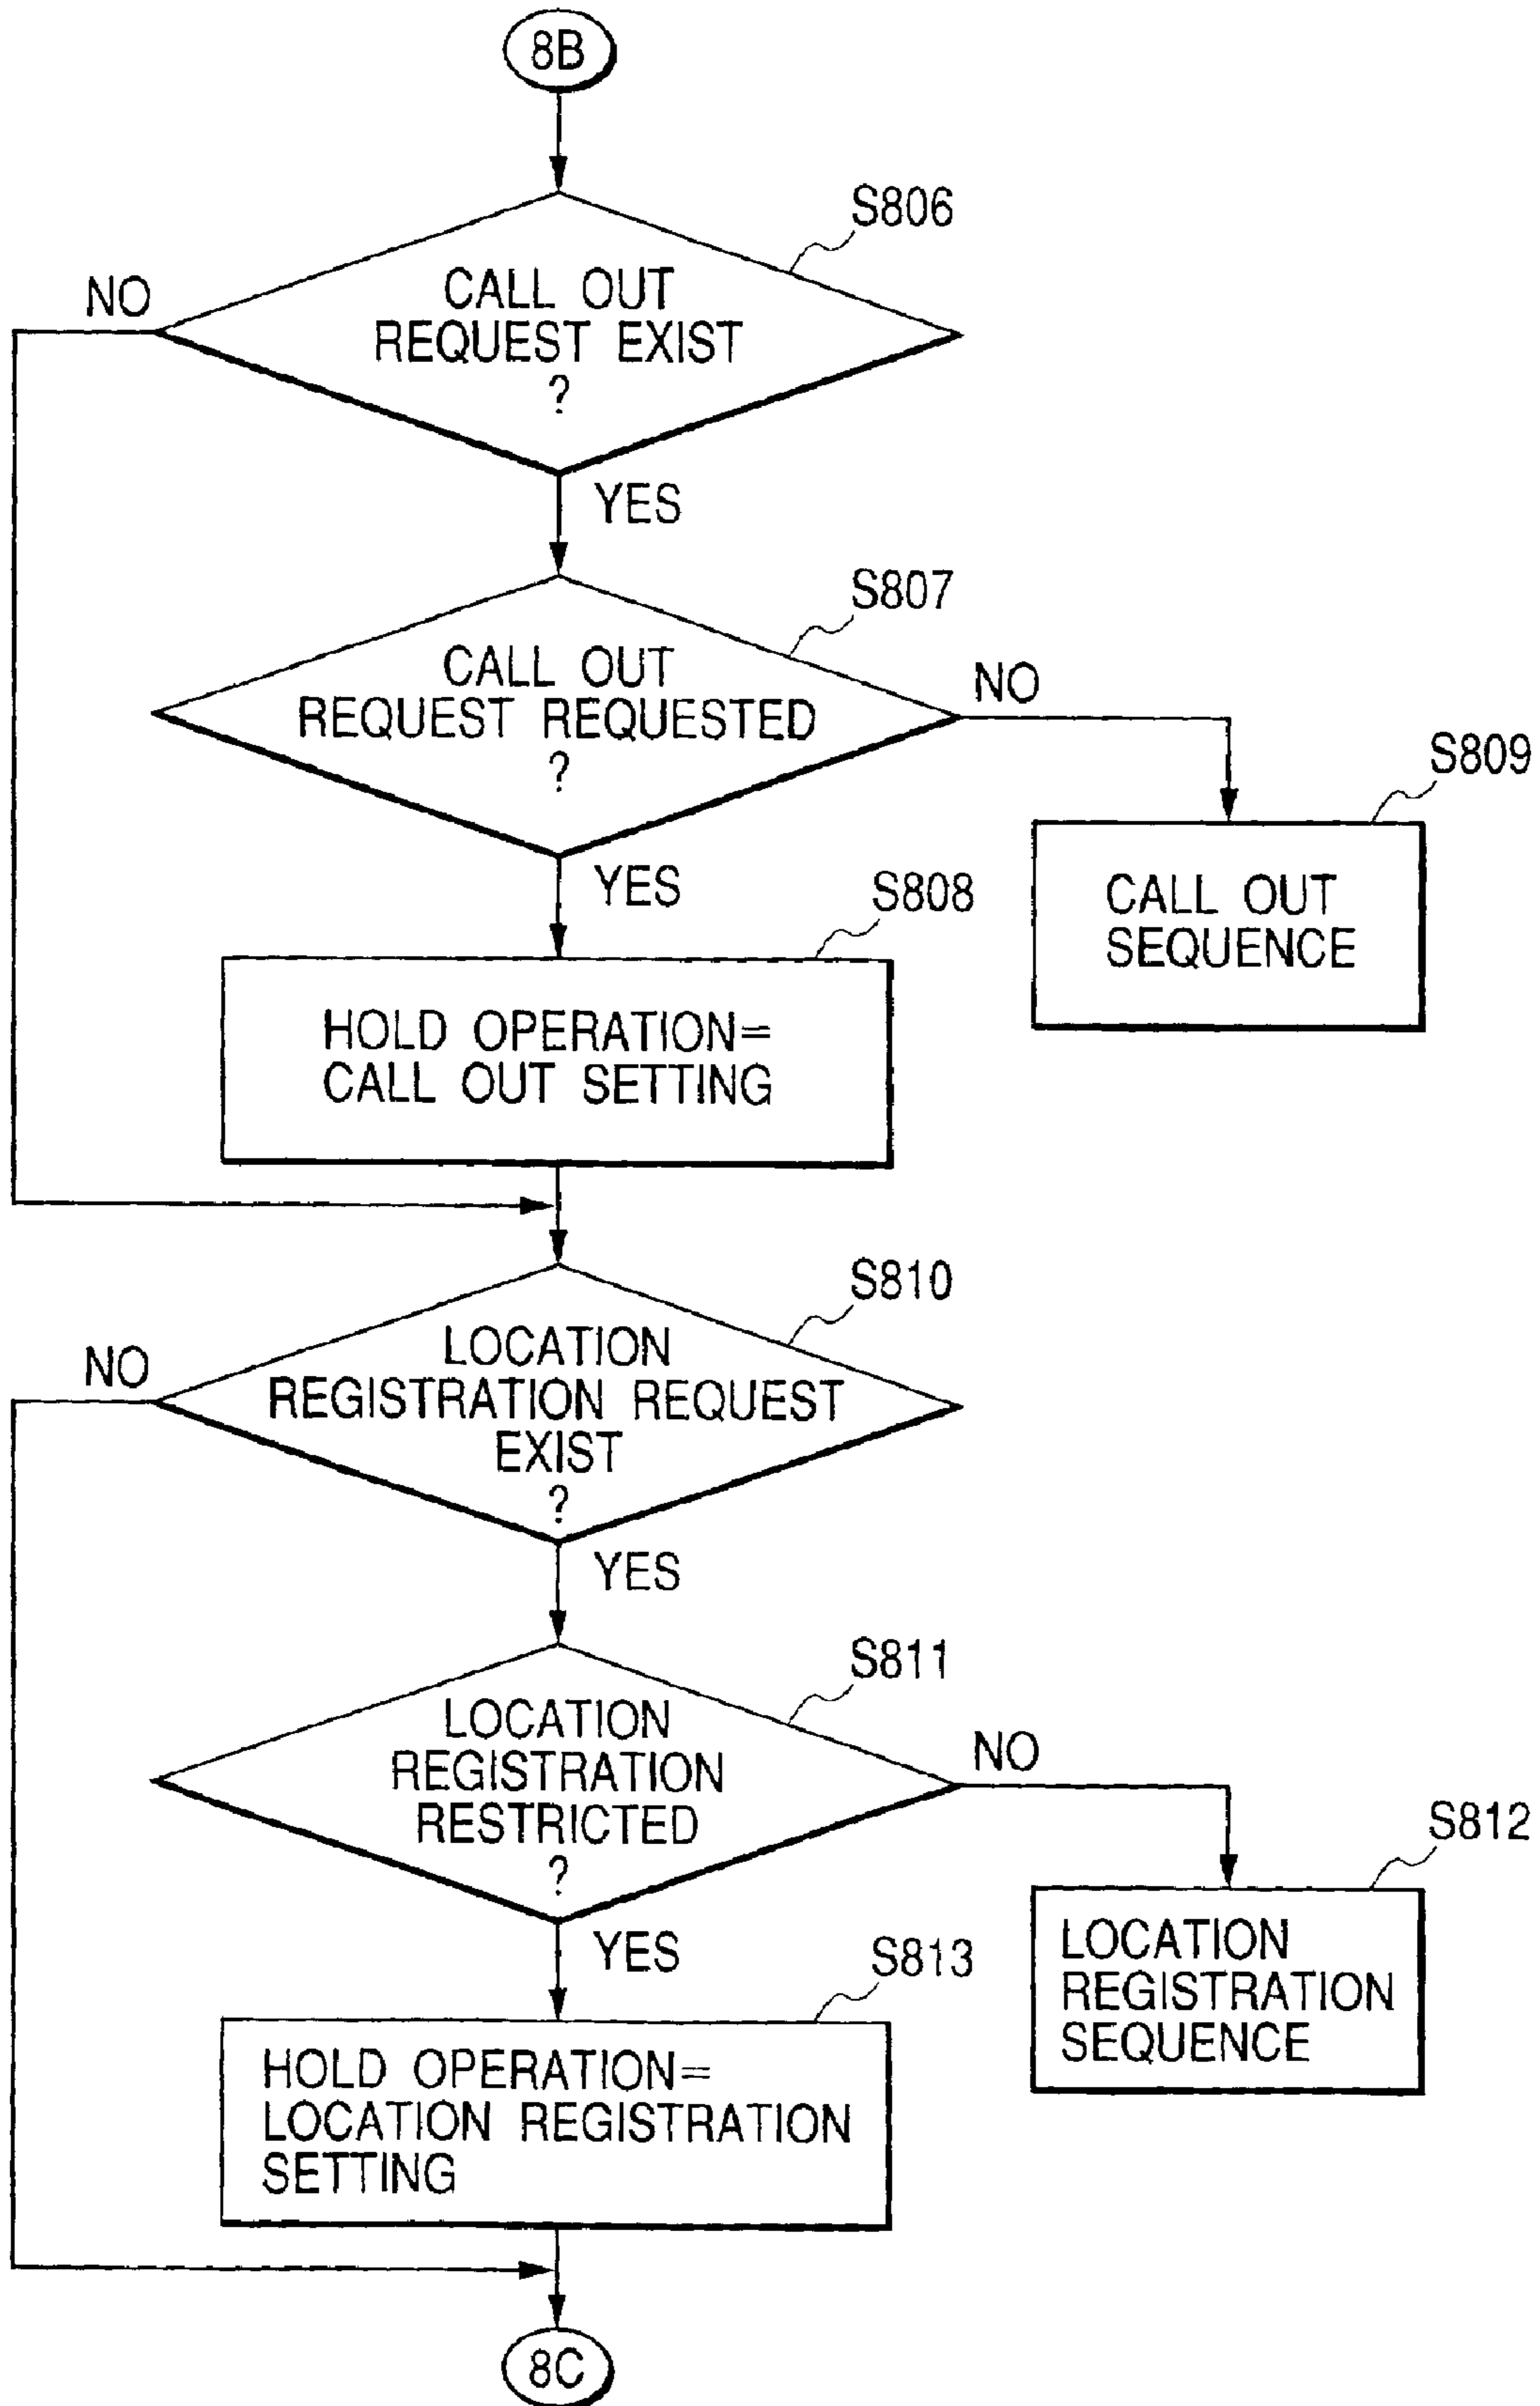 8B
S806
NO
CALL OUT
REQUEST EXIST
?
YES
S807
CALL OUT
REQUEST REQUESTED
?
NO
S809
CALL OUT
SEQUENCE
YES
S808
HOLD OPERATION=
CALL OUT SETTING
S810
NO
LOCATION
REGISTRATION REQUEST
EXIST
?
YES
S811
LOCATION
REGISTRATION
RESTRICTED
?
NO
S812
LOCATION
REGISTRATION
SEQUENCE
YES
S813
HOLD OPERATION=
LOCATION REGISTRATION
SETTING
8C